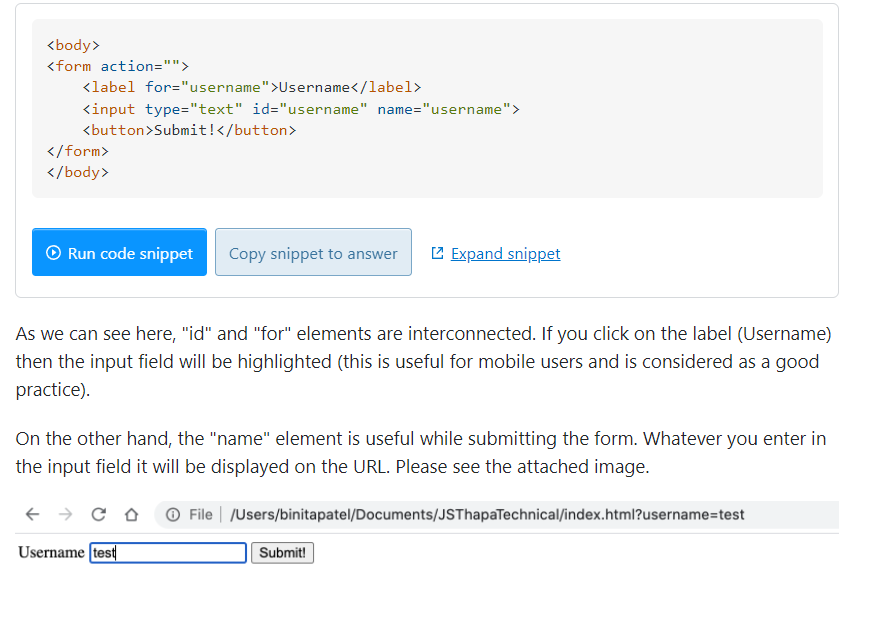 <body>
<form action="">
    <label for="username">Username</label>
    <input type="text" id="username" name="username">
    <button>Submit!</button>
</form>
</body>
Run code snippet Copy snippet to answer Expand snippet
As we can see here, "id" and "for" elements are interconnected. If you click on the label (Username)
then the input field will be highlighted (this is useful for mobile users and is considered as a good
practice).
On the other hand, the "name" element is useful while submitting the form. Whatever you enter in
the input field it will be displayed on the URL. Please see the attached image.
File | /Users/binitapatel/Documents/JSThapaTechnical/index.html?username=test
Username test Submit!